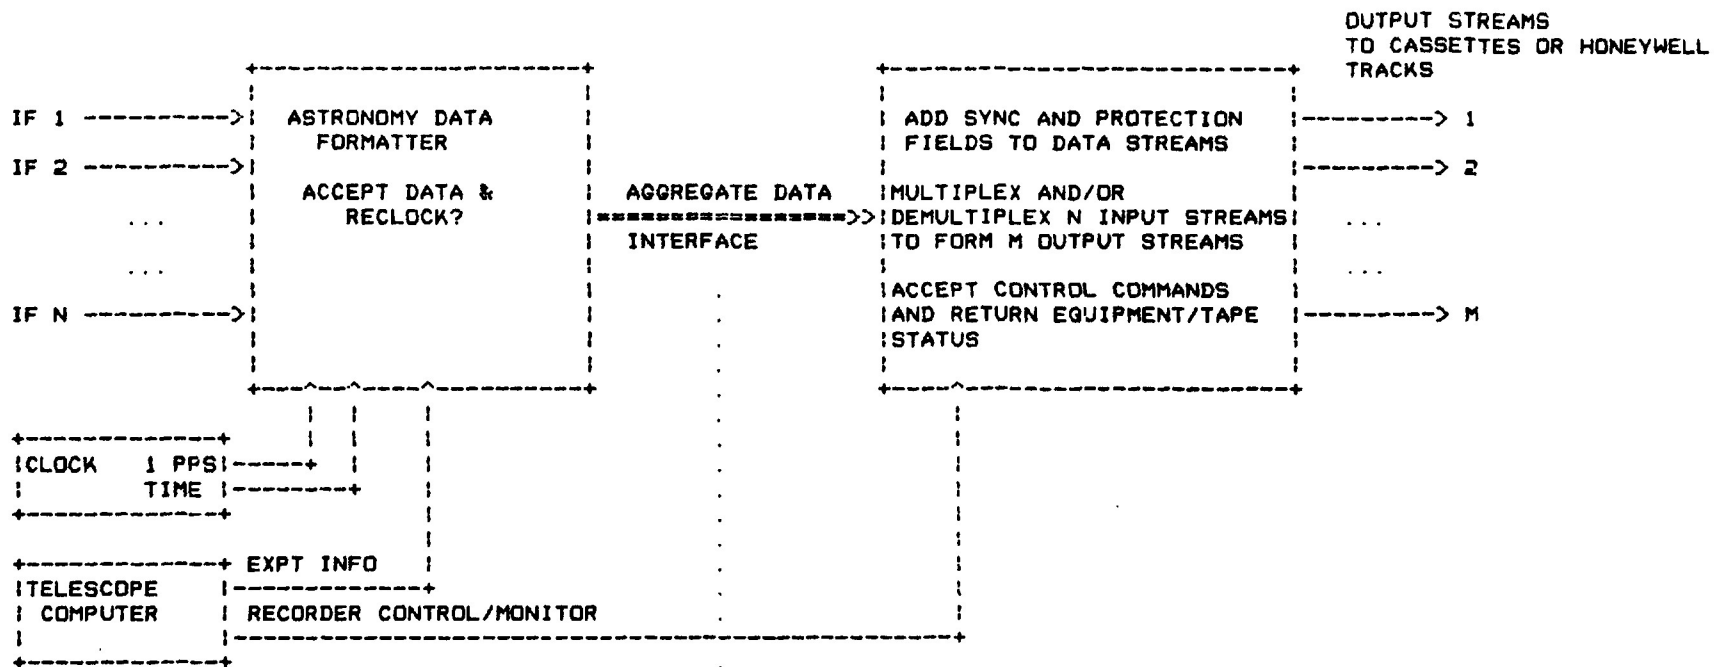 OUTPUT STREAMS
TO CASSETTES OR HONEYWELL
TRACKS
IF 1
IF 2
...
...
IF N
ASTRONOMY DATA
FORMATTER
ACCEPT DATA &
RECLOCK?
AGGREGATE DATA
INTERFACE
ADD SYNC AND PROTECTION
FIELDS TO DATA STREAMS
MULTIPLEX AND/OR
DEMULTIPLEX N INPUT STREAMS
TO FORM M OUTPUT STREAMS
ACCEPT CONTROL COMMANDS
AND RETURN EQUIPMENT/TAPE
STATUS
1
2
...
...
M
CLOCK 1 PPS
TIME
TELESCOPE
COMPUTER
EXPT INFO
RECORDER CONTROL/MONITOR